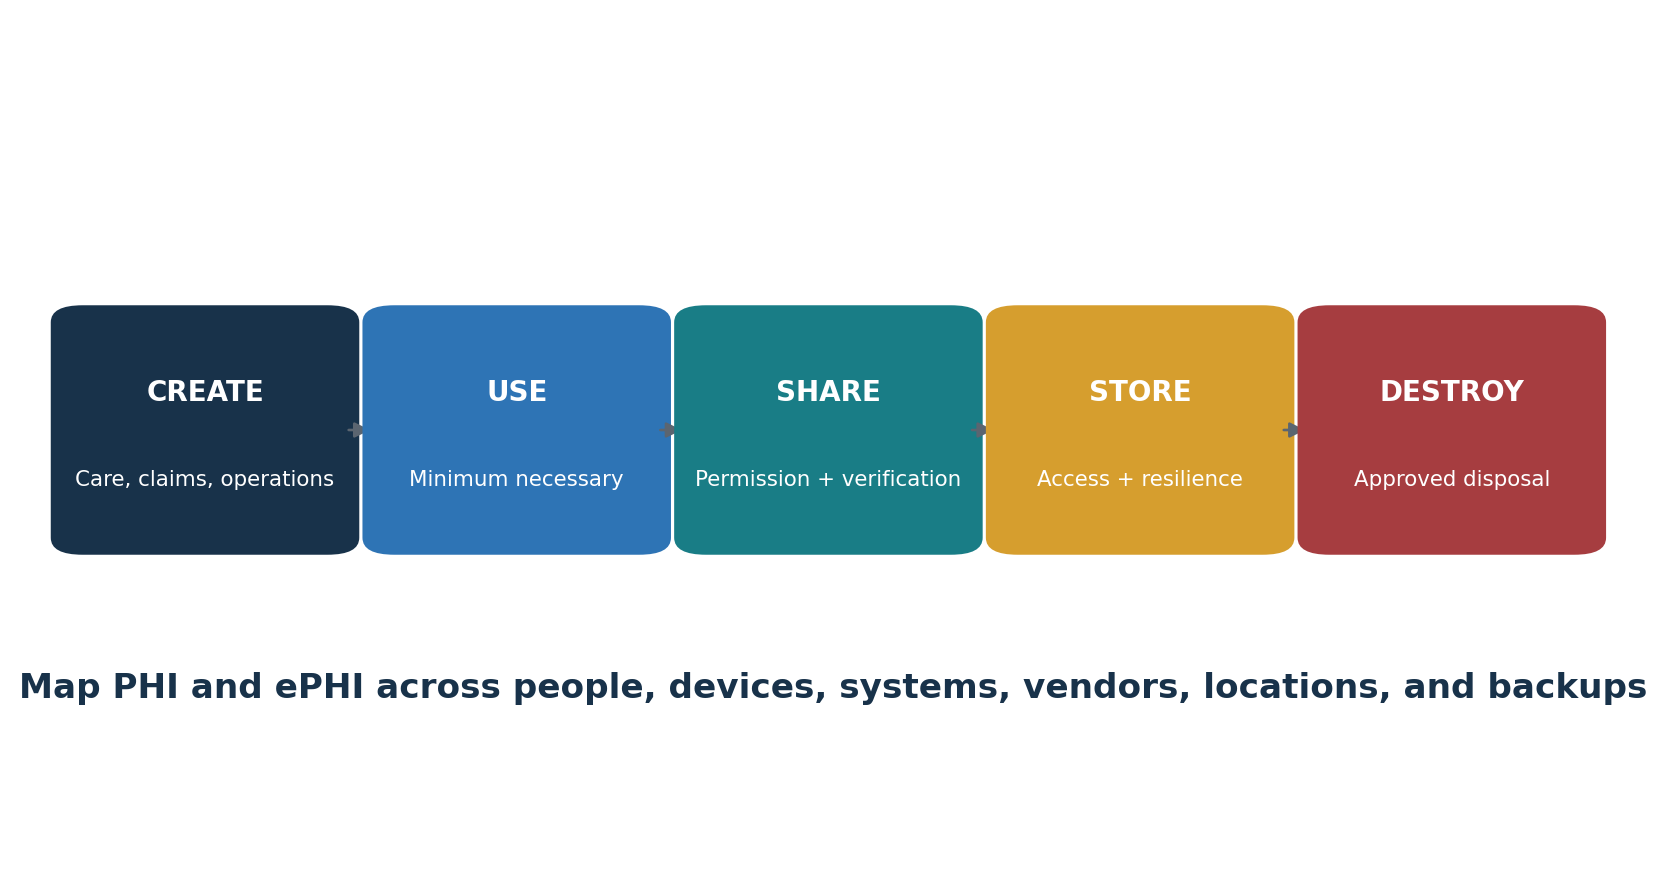 CREATE
Care, claims, operations
USE
Minimum necessary
SHARE
Permission + verification
STORE
Access + resilience
DESTROY
Approved disposal
Map PHI and ePHI across people, devices, systems, vendors, locations, and backups